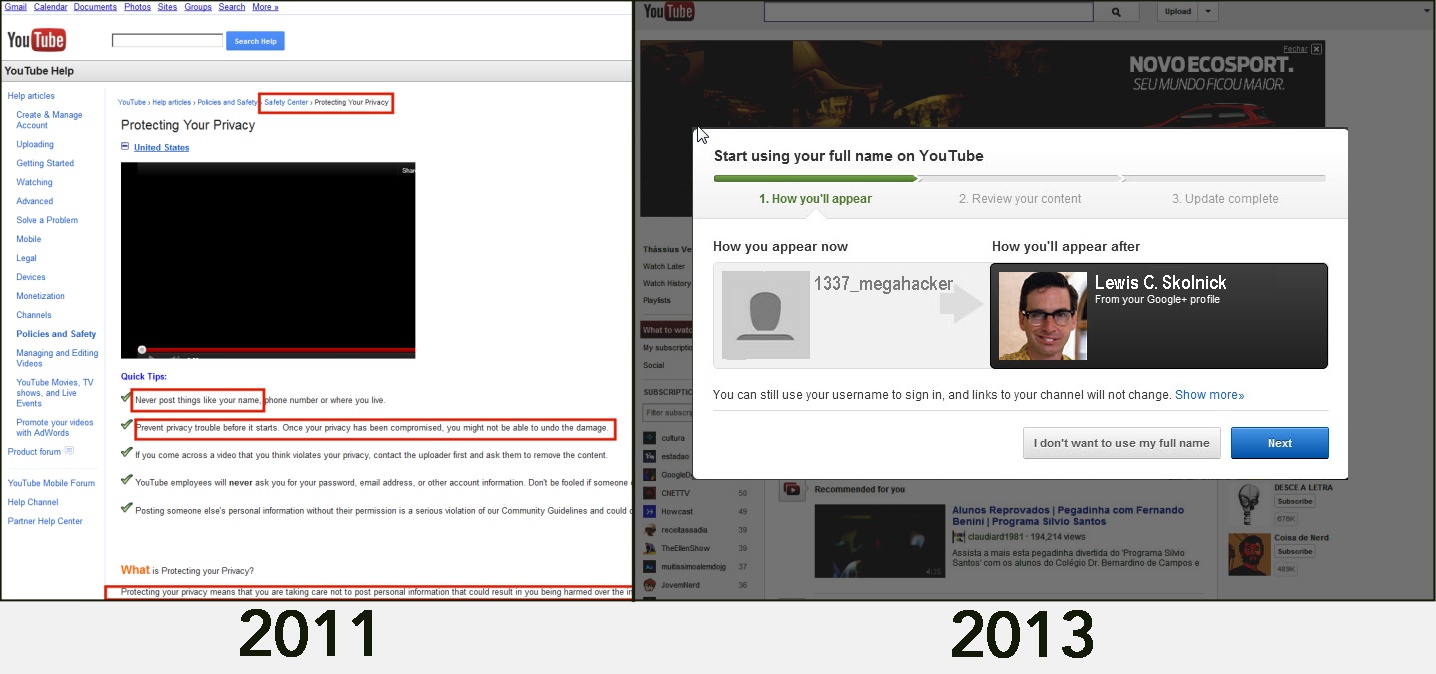 Gmail Calendar Documents Photos Sites Groups Search More »
YouTube
Search Help
YouTube Help
Help articles
Create & Manage
Account
Uploading
Getting Started
Watching
Advanced
Solve a Problem
Mobile
Legal
Devices
Monetization
Channels
Policies and Safety
Managing and Editing
Videos
YouTube Movies, TV
shows, and Live
Events
Promote your videos
with AdWords
Product forum
YouTube Mobile Forum
Help Channel
Partner Help Center
YouTube › Help articles › Policies and Safety › Safety Center › Protecting Your Privacy
Protecting Your Privacy
United States
Shar
Quick Tips:
Never post things like your name, phone number or where you live.
Prevent privacy trouble before it starts. Once your privacy has been compromised, you might not be able to undo the damage.
If you come across a video that you think violates your privacy, contact the uploader first and ask them to remove the content.
YouTube employees will never ask you for your password, email address, or other account information. Don't be fooled if someone
Posting someone else's personal information without their permission is a serious violation of our Community Guidelines and could
What is Protecting your Privacy?
Protecting your privacy means that you are taking care not to post personal information that could result in you being harmed over the in
2011
YouTube
Upload
Fechar
NOVO ECOSPORT.
SEU MUNDO FICOU MAIOR.
Start using your full name on YouTube
1. How you'll appear
2. Review your content
3. Update complete
How you appear now
How you'll appear after
1337_megahacker
Lewis C. Skolnick
From your Google+ profile
You can still use your username to sign in, and links to your channel will not change. Show more»
I don't want to use my full name
Next
Thássius Ve
Watch Later
Watch History
Playlists
What to watc
My subscriptio
Social
SUBSCRIPTIC
Filter subscrip
cultura
estadao
GoogleDe
CNETTV 50
Howcast 49
receitassadia 39
TheEllenShow 39
muitissimoalemdojg 37
JovemNerd 36
Recommended for you
Alunos Reprovados | Pegadinha com Fernando
Benini | Programa Silvio Santos
claudiard1981 · 194,214 views
Assista a mais esta pegadinha divertida do 'Programa Silvio
Santos' com os alunos do Colégio Dr. Bernardino de Campos e
4:35
DESCE A LETRA
Subscribe
676K
Coisa de Nerd
Subscribe
489K
2013